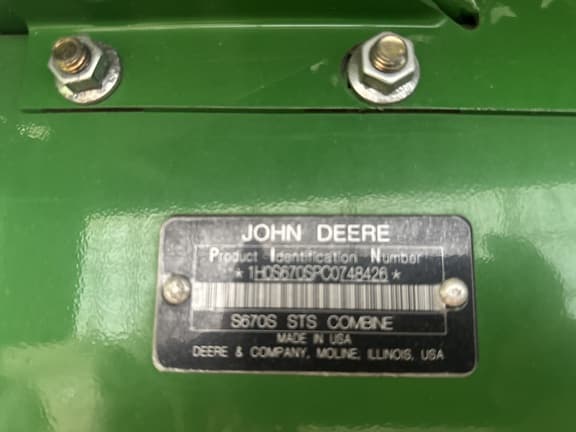 JOHN DEERE
Product Identification Number
*1H0S670SPC0748426*
S670S STS COMBINE
MADE IN USA
DEERE & COMPANY, MOLINE, ILLINOIS, USA